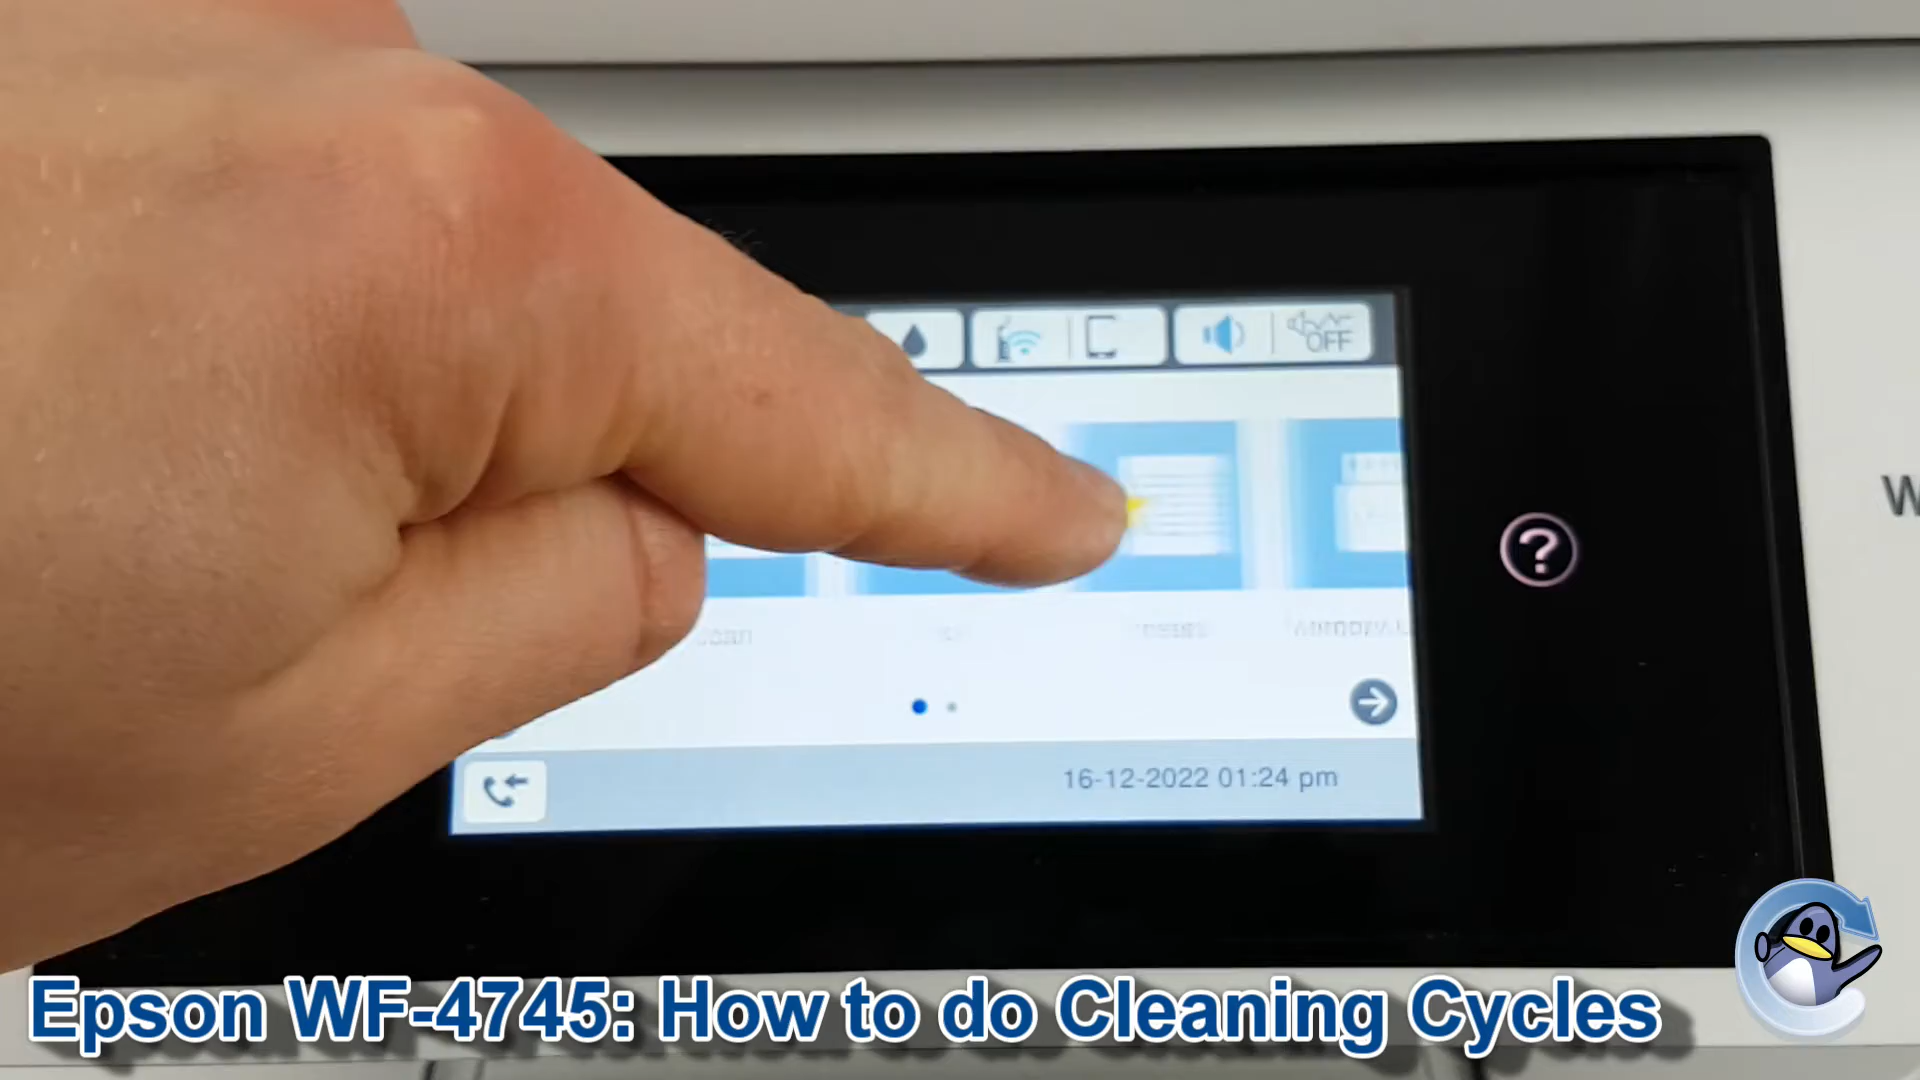 OFF
W
?
16-12-2022 01:24 pm
Epson WF-4745: How to do Cleaning Cycles